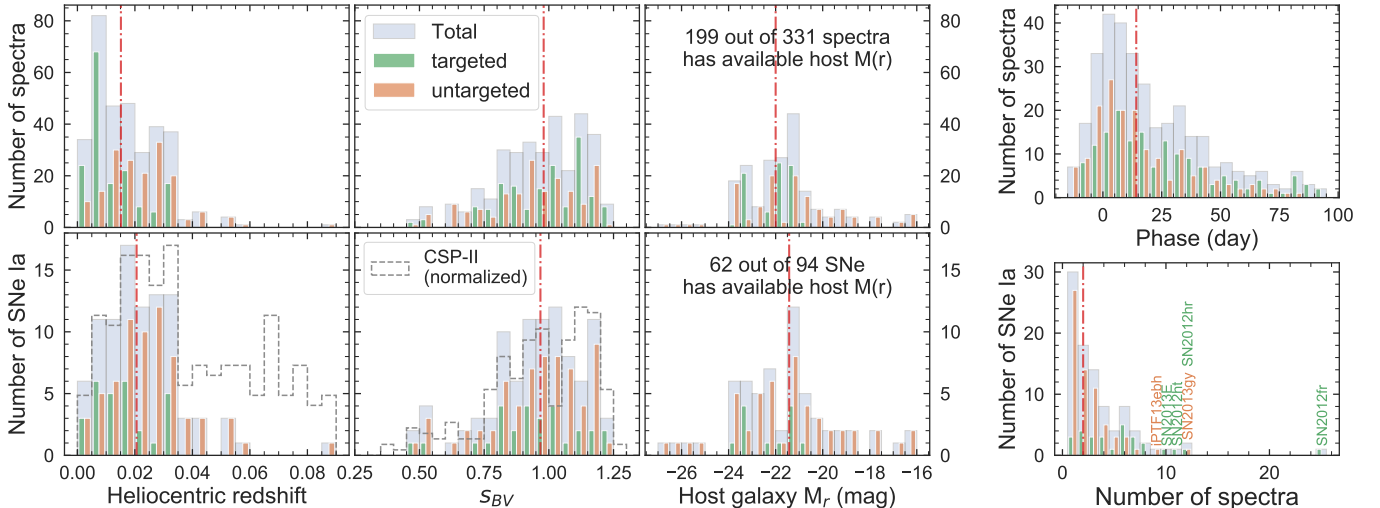 80
60
40
20
0
Number of spectra
Total
targeted
untargeted
199 out of 331 spectra
has available host M(r)
80
60
40
20
0
40
30
20
10
0
Number of spectra
0
25
50
75
100
Phase (day)
15
10
5
0
Number of SNe Ia
0.00
0.02
0.04
0.06
0.08
Heliocentric redshift
CSP-II
(normalized)
0.25
0.50
0.75
1.00
1.25
s_BV
62 out of 94 SNe
has available host M(r)
−26
−24
−22
−20
−18
−16
Host galaxy M_r (mag)
15
10
5
0
30
20
10
0
Number of SNe Ia
iPTF13ebh
SN2013E
SN2012ht
SN2013gy
SN2012hr
SN2012fr
0
10
20
Number of spectra